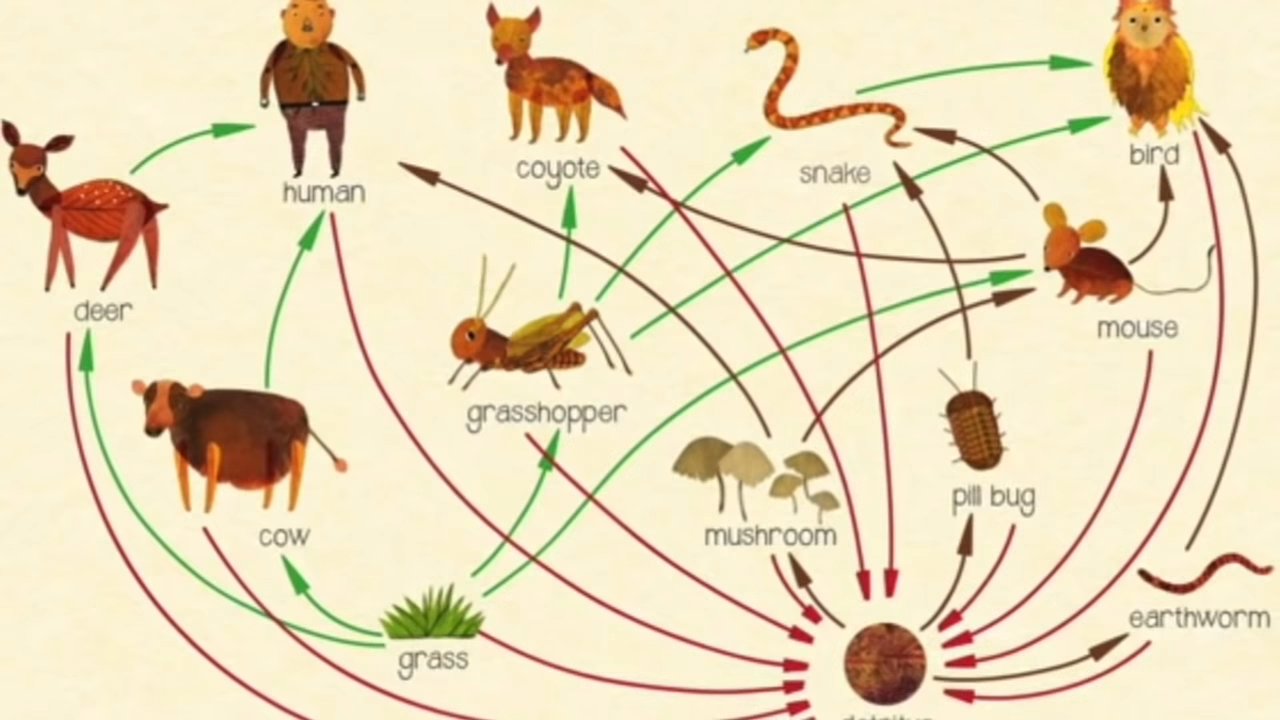 human
coyote
snake
bird
deer
mouse
grasshopper
pill bug
cow
mushroom
earthworm
grass